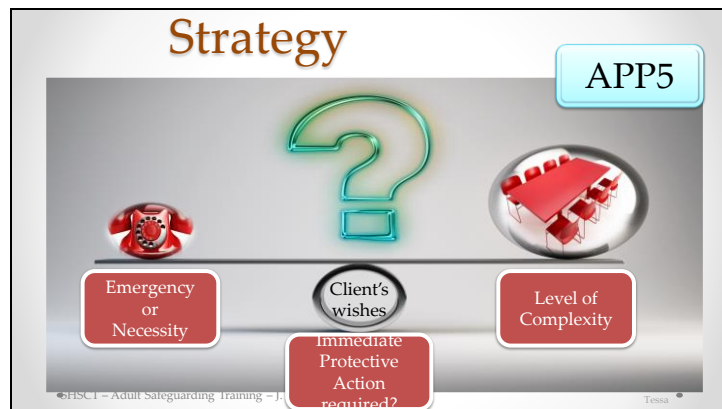 Strategy
APP5
?
Emergency
or
Necessity
Client's
wishes
Level of
Complexity
Immediate
Protective
Action
required?
SHSCT – Adult Safeguarding Training – J.
Tessa